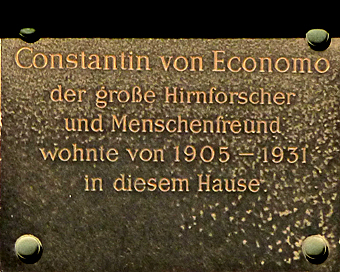 Constantin von Economo
der große Hirnforscher
und Menschenfreund
wohnte von 1905 – 1931
in diesem Hause